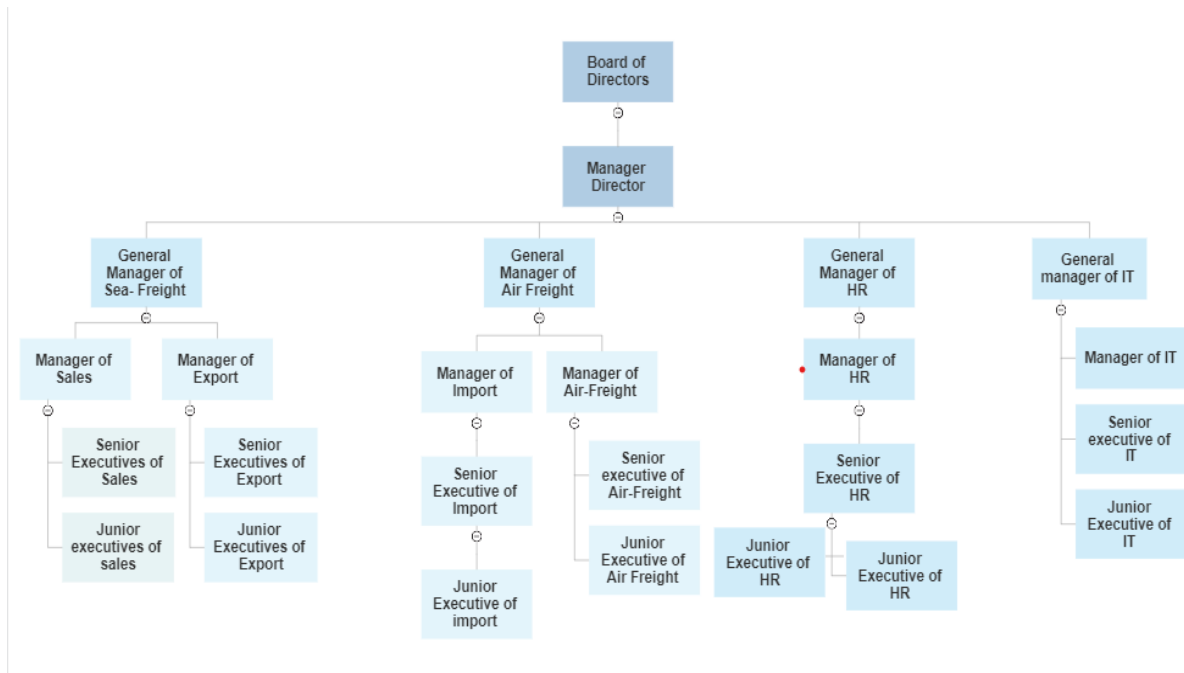 Board of
Directors
Manager
Director
General
Manager of
Sea- Freight
General
Manager of
Air Freight
General
Manager of
HR
General
manager of IT
Manager of
Sales
Manager of
Export
Manager of
Import
Manager of
Air-Freight
Manager of
HR
Manager of IT
Senior
Executives of
Sales
Senior
Executives of
Export
Senior
Executive of
Import
Senior
executive of
Air-Freight
Senior
Executive of
HR
Senior
executive of
IT
Junior
executives of
sales
Junior
Executives of
Export
Junior
Executive of
import
Junior
Executive of
Air Freight
Junior
Executive of
HR
Junior
Executive of
HR
Junior
Executive of
IT